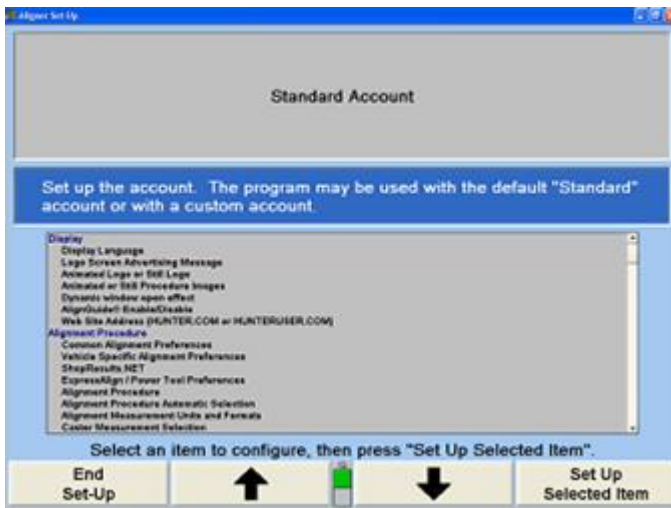 Aligner Set Up
Standard Account
Set up the account. The program may be used with the default "Standard"
account or with a custom account.
Display
Display Language
Logo Screen Advertising Message
Animated Logo or Still Logo
Animated or Still Procedure Images
Dynamic window open effect
AlignGuide® Enable/Disable
Web Site Address (HUNTER.COM or HUNTERUSER.COM)
Alignment Procedure
Common Alignment Preferences
Vehicle Specific Alignment Preferences
ShopResults.NET
ExpressAlign / Power Tool Preferences
Alignment Procedure
Alignment Procedure Automatic Selection
Alignment Measurement Units and Formats
Caster Measurement Selection
Select an item to configure, then press "Set Up Selected Item".
End
Set-Up
Set Up
Selected Item